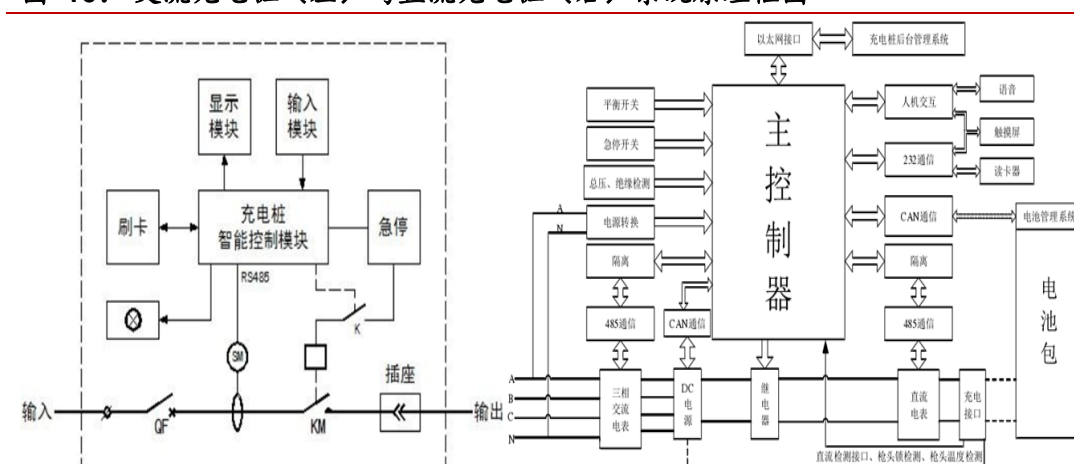 显示
模块
输入
模块
刷卡
充电桩
智能控制模块
急停
RS485
K
SM
插座
输入
QF
KM
输出
以太网接口
充电桩后台管理系统
平衡开关
急停开关
总压、绝缘检测
电源转换
A
N
隔离
485通信
CAN通信
主控制器
人机交互
语音
触摸屏
232通信
读卡器
CAN通信
电池管理系统
隔离
485通信
电池包
A
B
C
N
三相
交流
电表
DC
电
源
继
电
器
直流
电表
充电
接口
直流检测接口、枪头锁检测、枪头温度检测